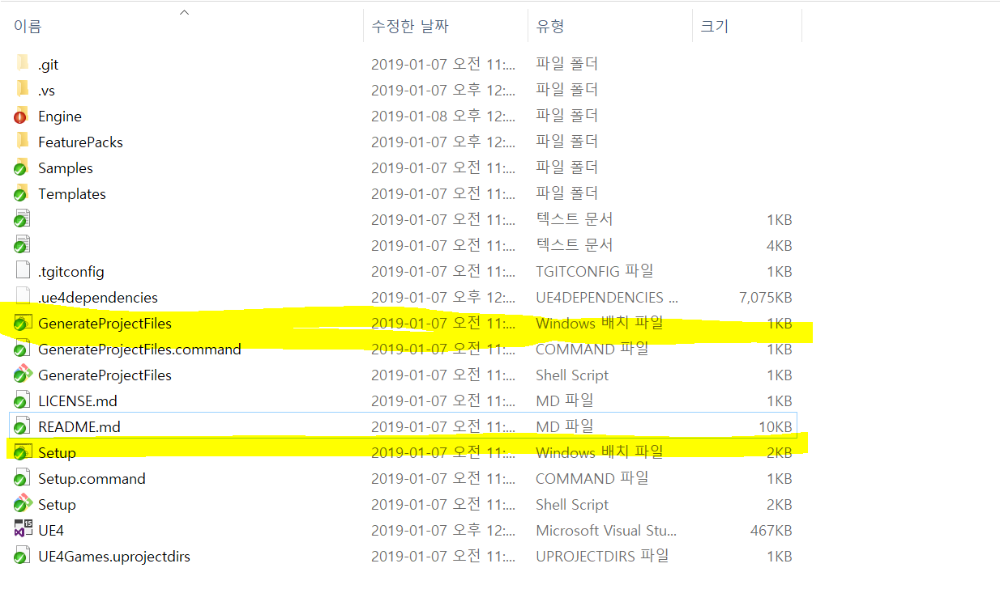 이름 수정한 날짜 유형 크기
.git 2019-01-07 오전 11:... 파일 폴더
.vs 2019-01-07 오후 12:... 파일 폴더
Engine 2019-01-08 오후 12:... 파일 폴더
FeaturePacks 2019-01-07 오후 12:... 파일 폴더
Samples 2019-01-07 오전 11:... 파일 폴더
Templates 2019-01-07 오전 11:... 파일 폴더
2019-01-07 오전 11:... 텍스트 문서 1KB
2019-01-07 오전 11:... 텍스트 문서 4KB
.tgitconfig 2019-01-07 오전 11:... TGITCONFIG 파일 1KB
.ue4dependencies 2019-01-07 오후 12:... UE4DEPENDENCIES ... 7,075KB
GenerateProjectFiles 2019-01-07 오전 11:... Windows 배치 파일 1KB
GenerateProjectFiles.command 2019-01-07 오전 11:... COMMAND 파일 1KB
GenerateProjectFiles 2019-01-07 오전 11:... Shell Script 1KB
LICENSE.md 2019-01-07 오전 11:... MD 파일 1KB
README.md 2019-01-07 오전 11:... MD 파일 10KB
Setup 2019-01-07 오전 11:... Windows 배치 파일 2KB
Setup.command 2019-01-07 오전 11:... COMMAND 파일 1KB
Setup 2019-01-07 오전 11:... Shell Script 2KB
UE4 2019-01-07 오후 12:... Microsoft Visual Stu... 467KB
UE4Games.uprojectdirs 2019-01-07 오전 11:... UPROJECTDIRS 파일 1KB